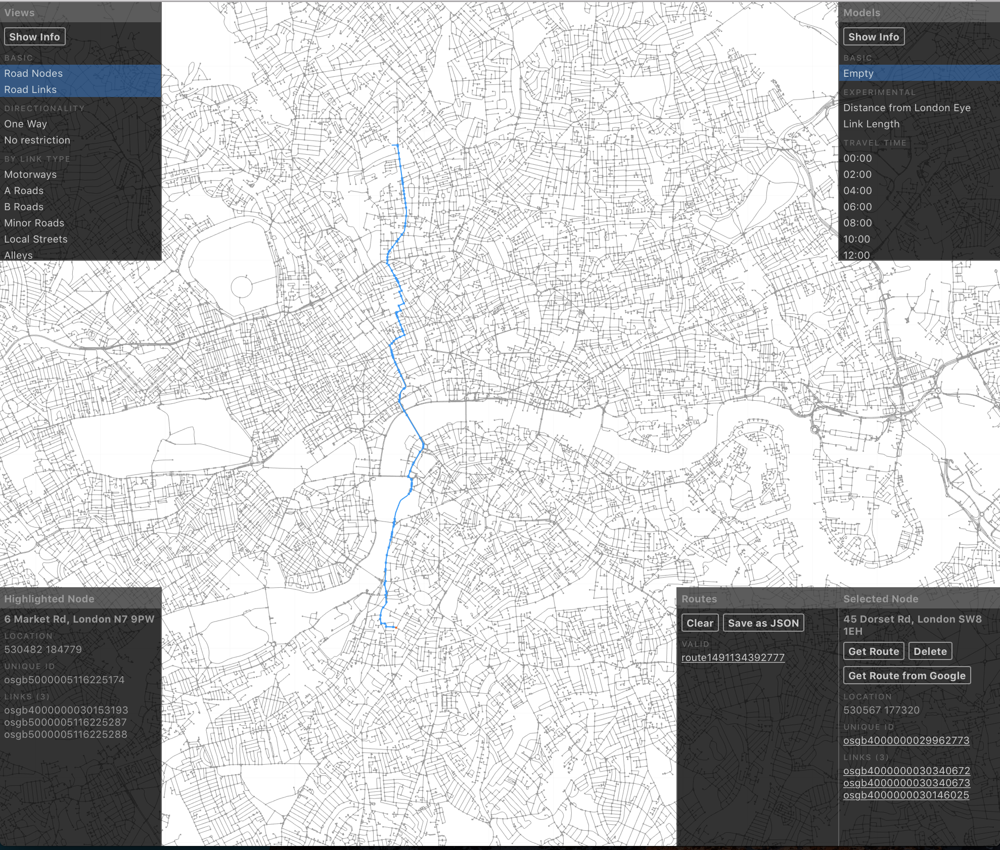 Views
Show Info
BASIC
Road Nodes
Road Links
DIRECTIONALITY
One Way
No restriction
BY LINK TYPE
Motorways
A Roads
B Roads
Minor Roads
Local Streets
Alleys
Models
Show Info
BASIC
Empty
EXPERIMENTAL
Distance from London Eye
Link Length
TRAVEL TIME
00:00
02:00
04:00
06:00
08:00
10:00
12:00
Highlighted Node
6 Market Rd, London N7 9PW
LOCATION
530482 184779
UNIQUE ID
osgb5000005116225174
LINKS (3)
osgb4000000030153193
osgb5000005116225287
osgb5000005116225288
Routes
Clear Save as JSON
VALID
route1491134392777
Selected Node
45 Dorset Rd, London SW8
1EH
Get Route Delete
Get Route from Google
LOCATION
530567 177320
UNIQUE ID
osgb4000000029962773
LINKS (3)
osgb4000000030340672
osgb4000000030340673
osgb4000000030146025